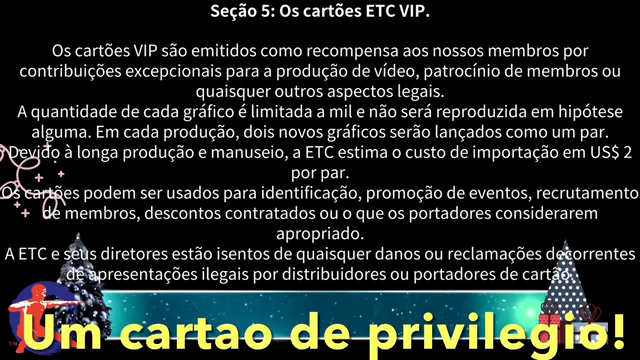 Seção 5: Os cartões ETC VIP.
Os cartões VIP são emitidos como recompensa aos nossos membros por
contribuições excepcionais para a produção de vídeo, patrocínio de membros ou
quaisquer outros aspectos legais.
A quantidade de cada gráfico é limitada a mil e não será reproduzida em hipótese
alguma. Em cada produção, dois novos gráficos serão lançados como um par.
Devido à longa produção e manuseio, a ETC estima o custo de importação em US$ 2
por par.
Os cartões podem ser usados para identificação, promoção de eventos, recrutamento
de membros, descontos contratados ou o que os portadores considerarem
apropriado.
A ETC e seus diretores estão isentos de quaisquer danos ou reclamações decorrentes
de apresentações ilegais por distribuidores ou portadores de cartão.
Um cartao de privilegio!